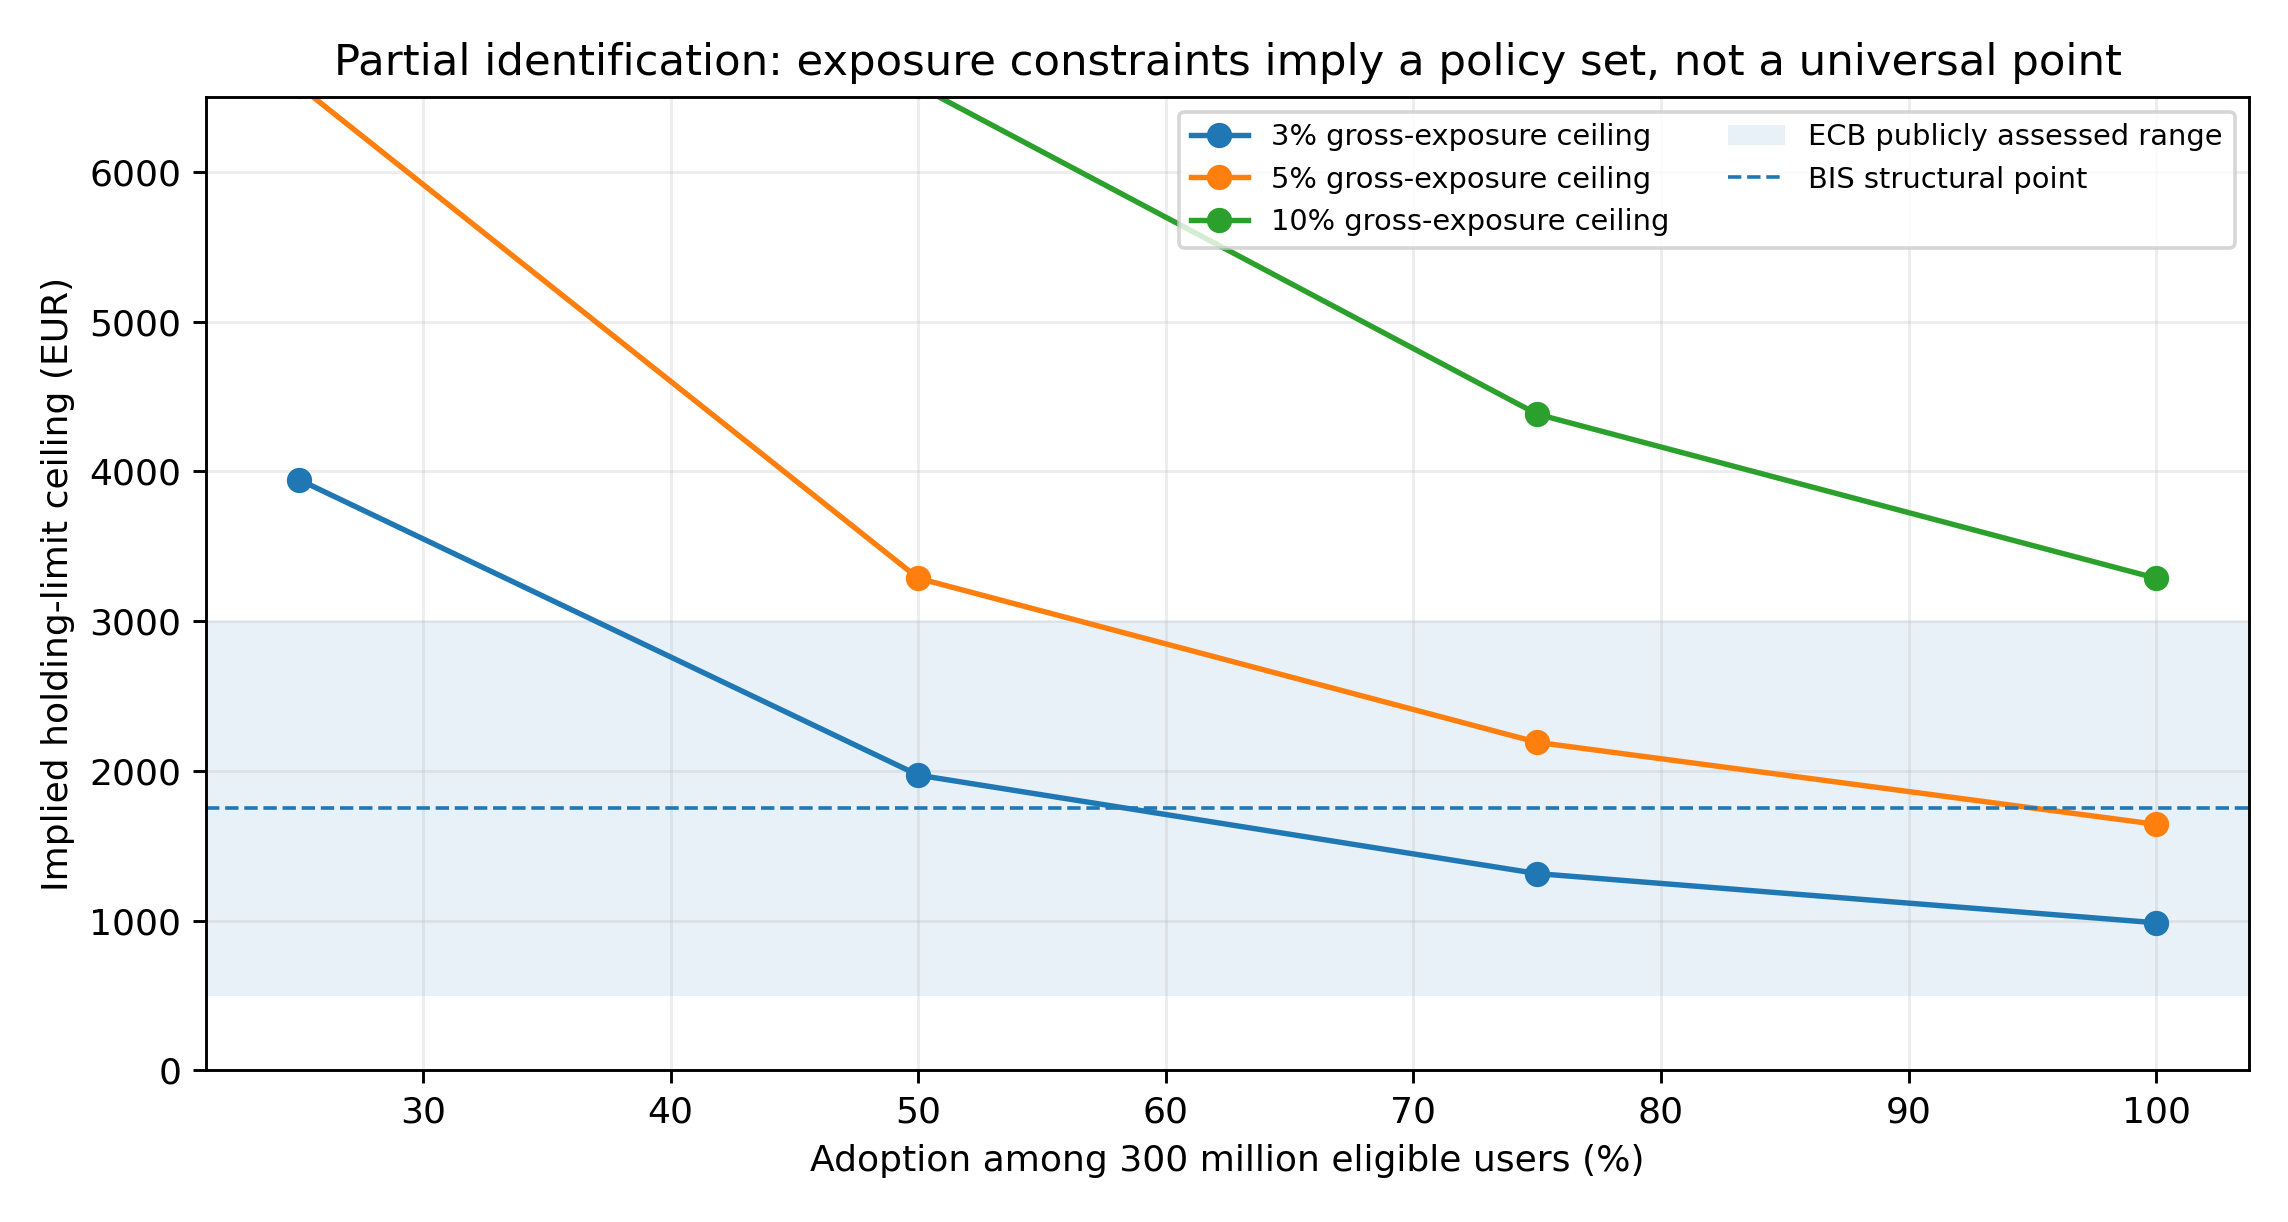 Partial identification: exposure constraints imply a policy set, not a universal point
3% gross-exposure ceiling
5% gross-exposure ceiling
10% gross-exposure ceiling
ECB publicly assessed range
BIS structural point
Implied holding-limit ceiling (EUR)
6000
5000
4000
3000
2000
1000
0
30 40 50 60 70 80 90 100
Adoption among 300 million eligible users (%)